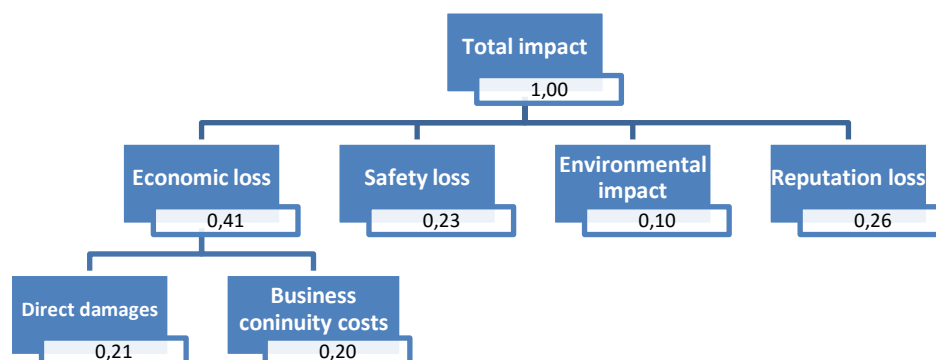 Total impact
1,00
Economic loss
0,41
Safety loss
0,23
Environmental
impact
0,10
Reputation loss
0,26
Direct damages
0,21
Business
coninuity costs
0,20